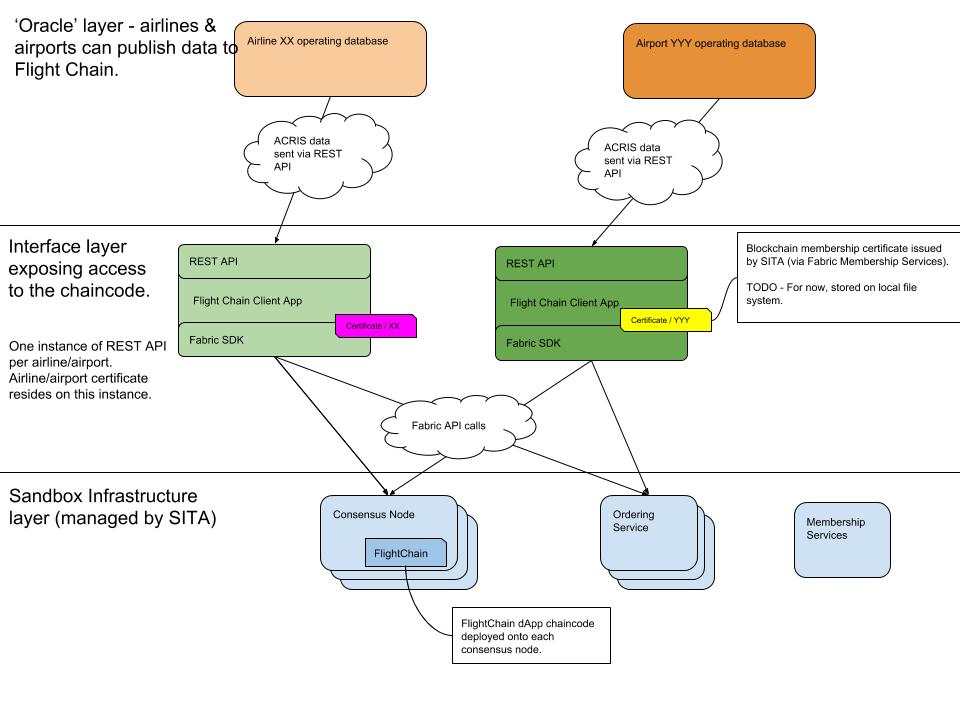 ‘Oracle’ layer - airlines &
airports can publish data to
Flight Chain.
Airline XX operating database
Airport YYY operating database
ACRIS data
sent via REST
API
ACRIS data
sent via REST
API
Interface layer
exposing access
to the chaincode.
One instance of REST API
per airline/airport.
Airline/airport certificate
resides on this instance.
REST API
Flight Chain Client App
Certificate / XX
Fabric SDK
REST API
Flight Chain Client App
Certificate / YYY
Fabric SDK
Blockchain membership certificate issued
by SITA (via Fabric Membership Services).
TODO - For now, stored on local file
system.
Fabric API calls
Sandbox Infrastructure
layer (managed by SITA)
Consensus Node
FlightChain
Ordering
Service
Membership
Services
FlightChain dApp chaincode
deployed onto each
consensus node.